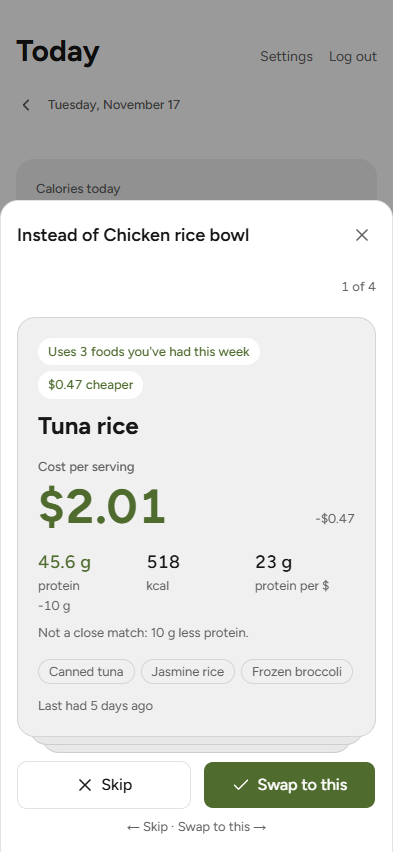 Today
Settings
Log out
Tuesday, November 17
Calories today
Instead of Chicken rice bowl
1 of 4
Uses 3 foods you've had this week
$0.47 cheaper
Tuna rice
Cost per serving
$2.01
-$0.47
45.6 g
518
23 g
protein
kcal
protein per $
-10 g
Not a close match: 10 g less protein.
Canned tuna
Jasmine rice
Frozen broccoli
Last had 5 days ago
Skip
Swap to this
← Skip · Swap to this →